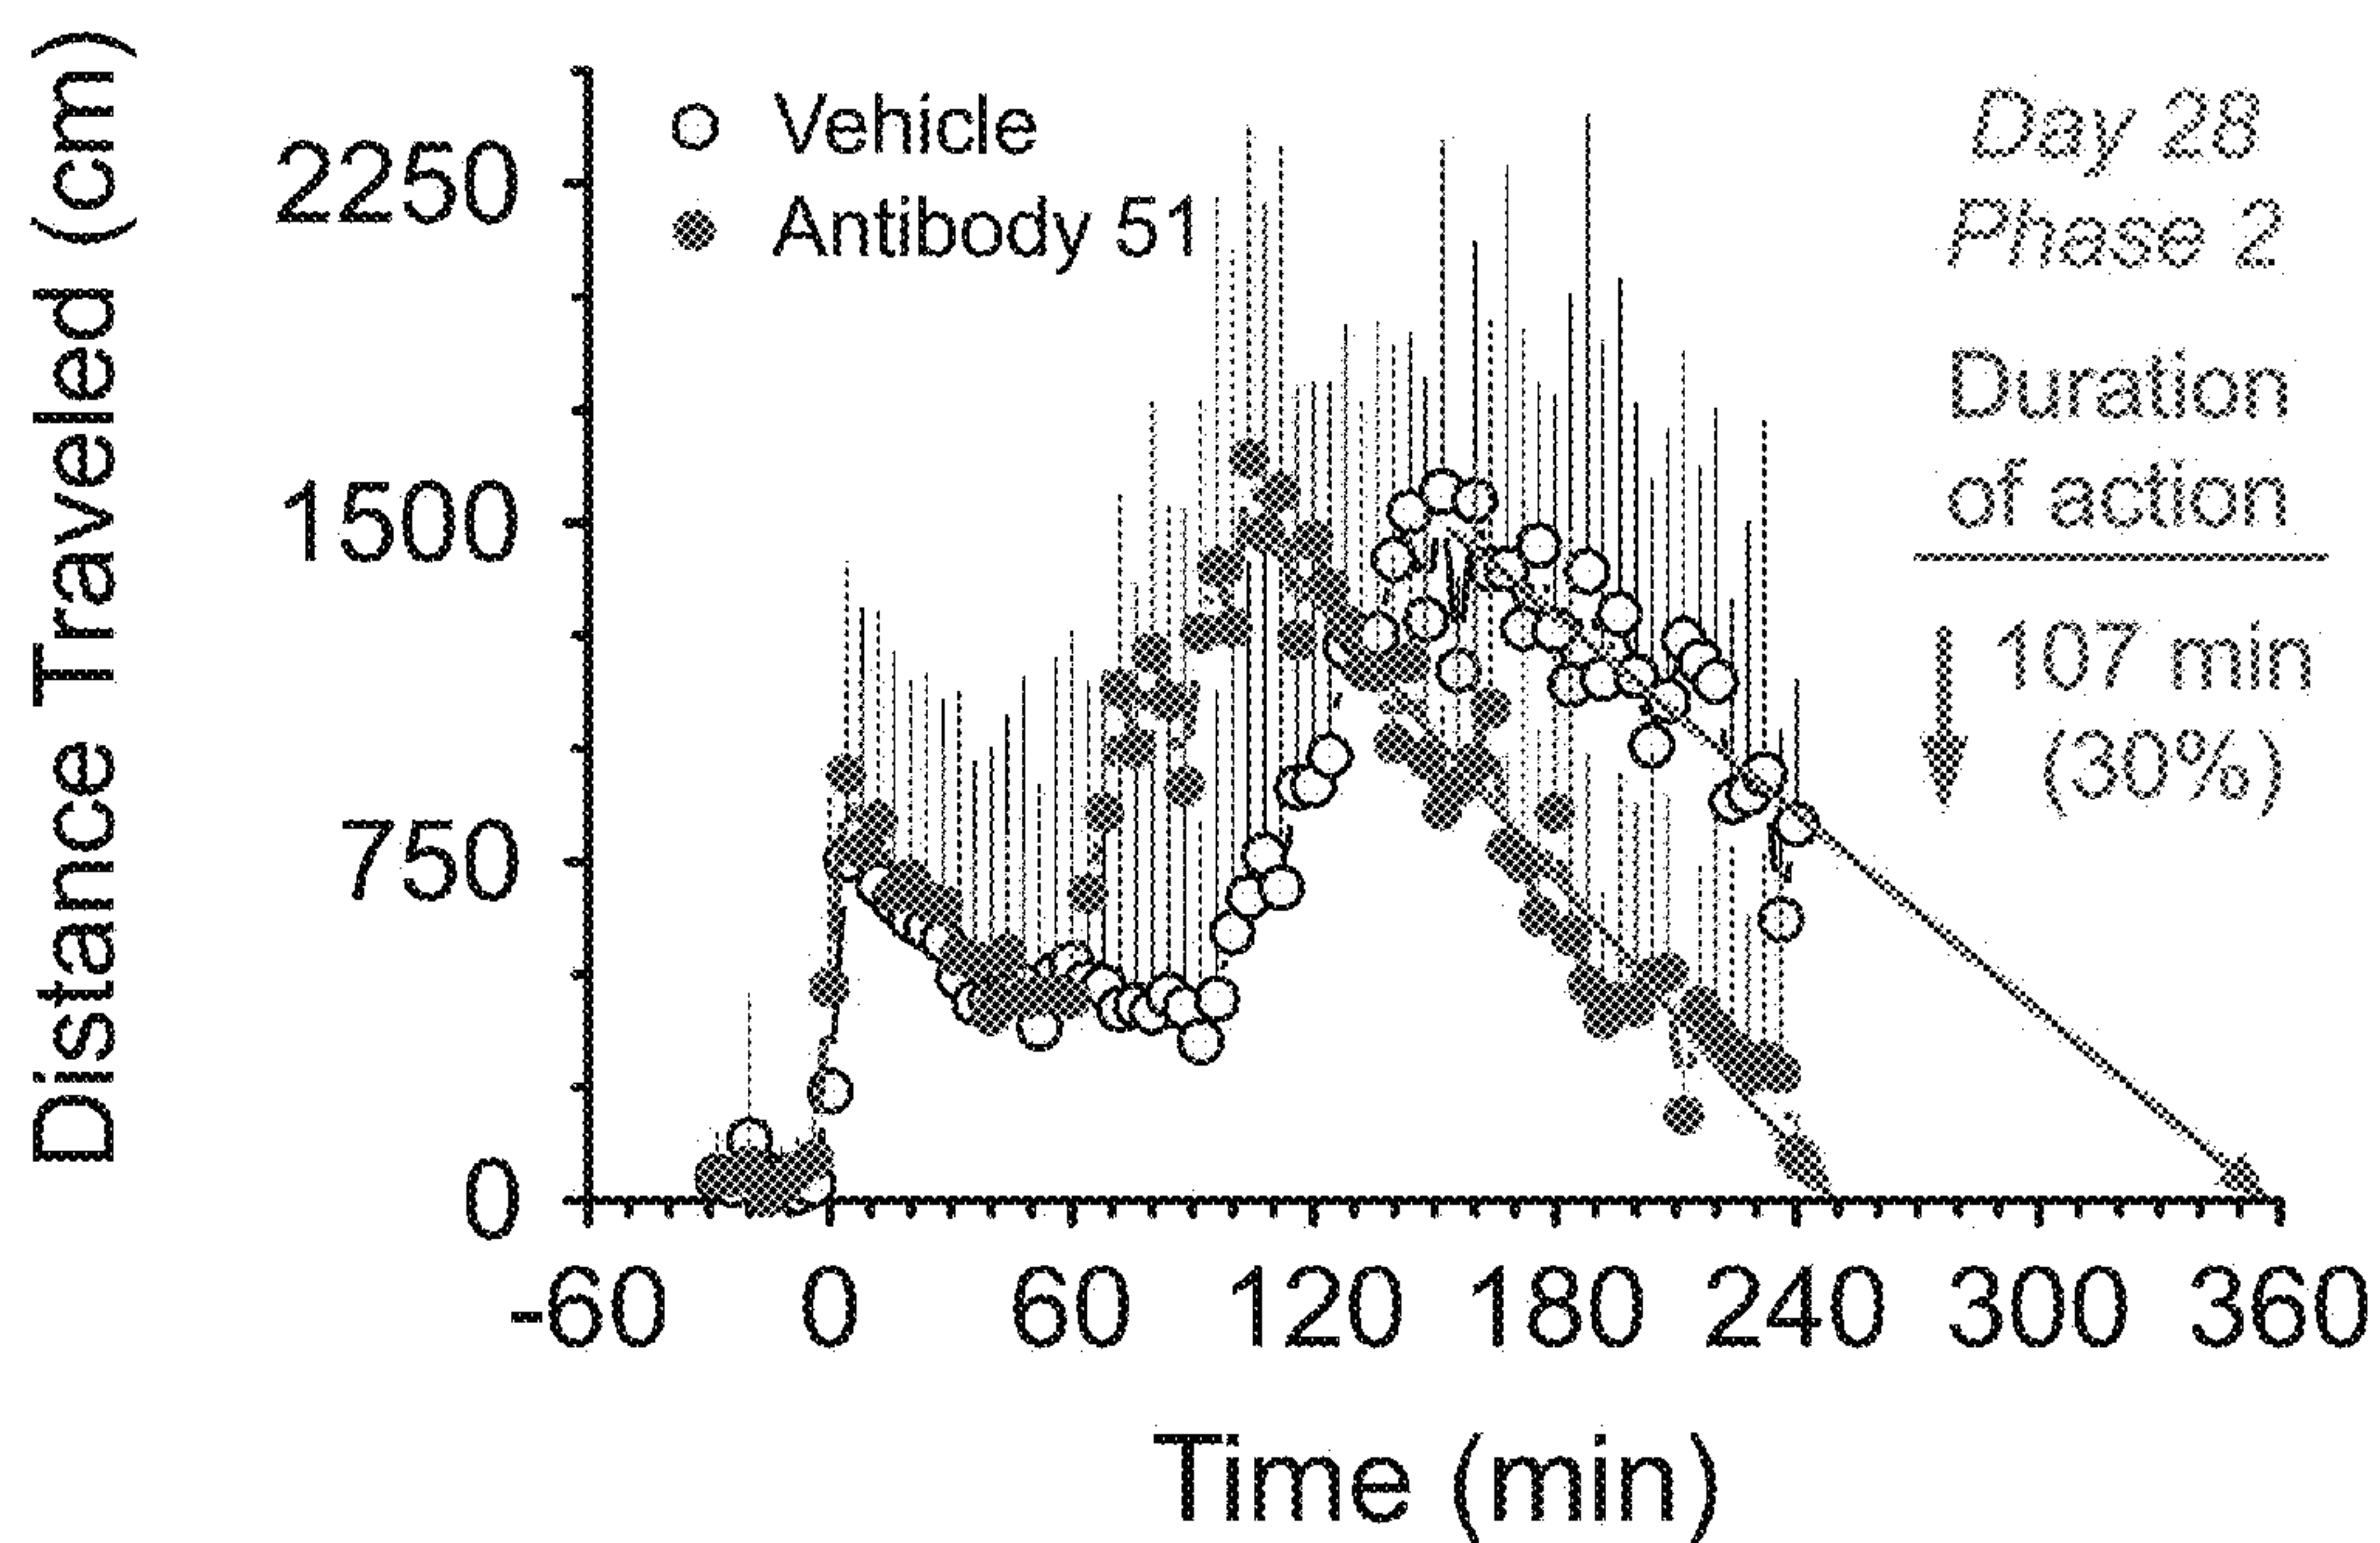 Distance Traveled (cm)
2250
1500
750
0
Vehicle
Antibody 51
Day 28
Phase 2
Duration
of action
107 min
(30%)
-60 0 60 120 180 240 300 360
Time (min)